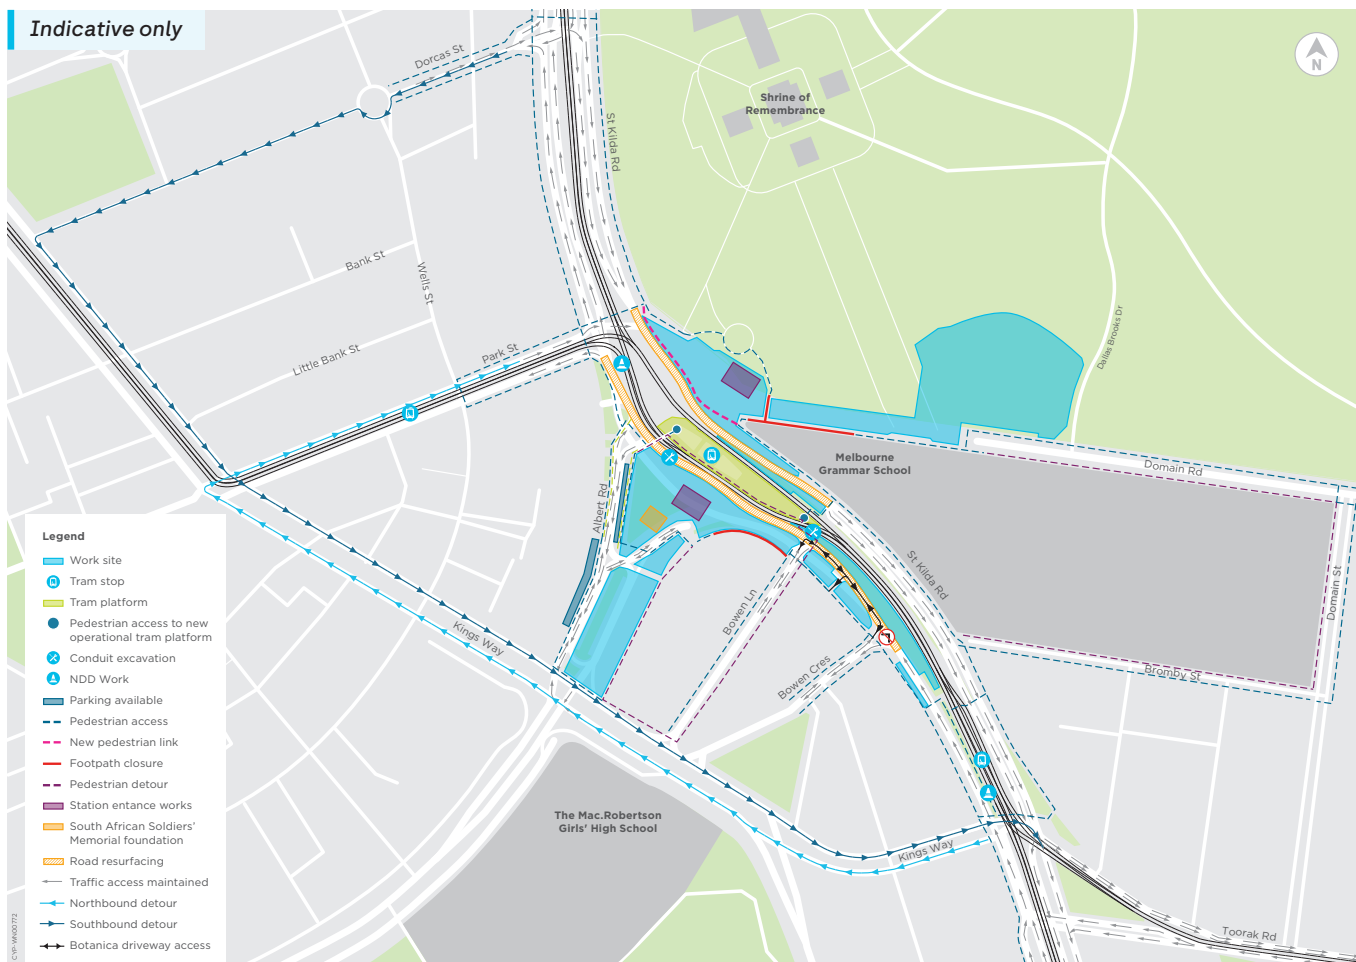 Indicative only
N
Dorcas St
St Kilda Rd
Shrine of
Remembrance
Bank St
Wells St
Dallas Brooks Dr
Little Bank St
Park St
Melbourne
Grammar School
Domain Rd
Albert Rd
St Kilda Rd
Domain St
Bowen Ln
Kings Way
Bowen Cres
Bromby St
The Mac.Robertson
Girls' High School
Kings Way
Toorak Rd
Legend
Work site
Tram stop
Tram platform
Pedestrian access to new
operational tram platform
Conduit excavation
NDD Work
Parking available
Pedestrian access
New pedestrian link
Footpath closure
Pedestrian detour
Station entrance works
South African Soldiers'
Memorial foundation
Road resurfacing
Traffic access maintained
Northbound detour
Southbound detour
Botanica driveway access
CYP-WN00772